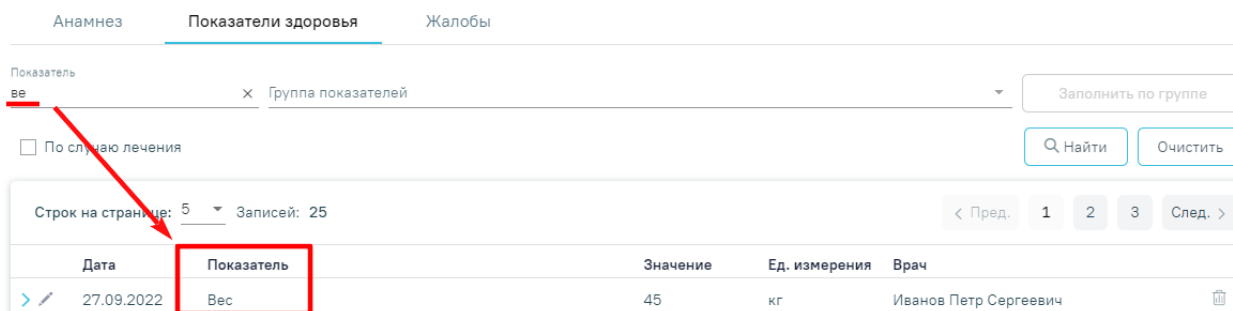 Анамнез Показатели здоровья Жалобы
Показатель
ве × Группа показателей Заполнить по группе
По случаю лечения Найти Очистить
Строк на странице: 5 Записей: 25 < Пред. 1 2 3 След. >
Дата Показатель Значение Ед. измерения Врач
27.09.2022 Вес 45 кг Иванов Петр Сергеевич